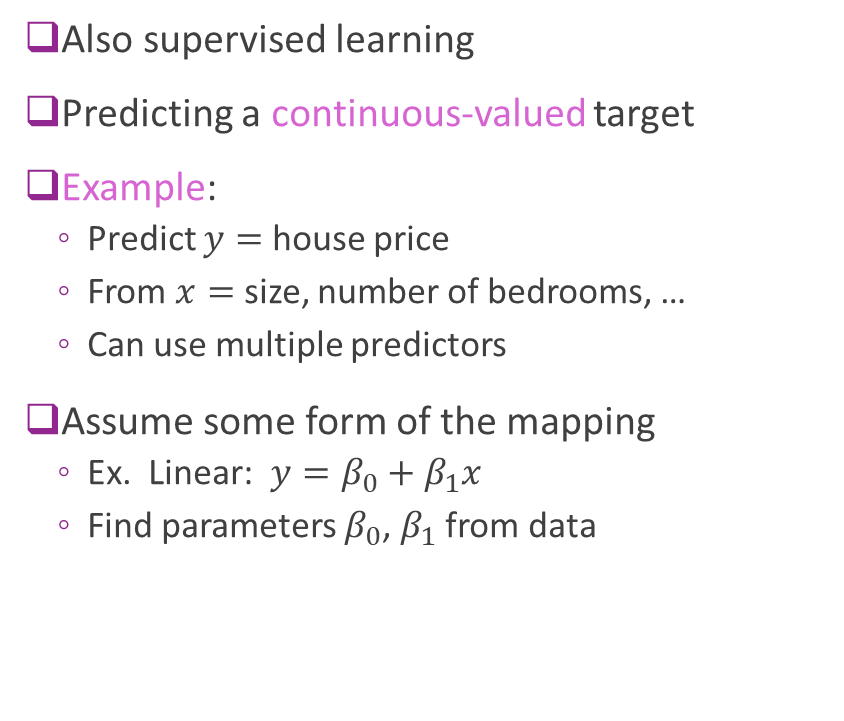 ❑Also supervised learning
❑Predicting a continuous-valued target
❑Example:
◦ Predict 𝑦 = house price
◦ From 𝑥 = size, number of bedrooms, …
◦ Can use multiple predictors
❑Assume some form of the mapping
◦ Ex. Linear: 𝑦 = 𝛽₀ + 𝛽₁𝑥
◦ Find parameters 𝛽₀, 𝛽₁ from data